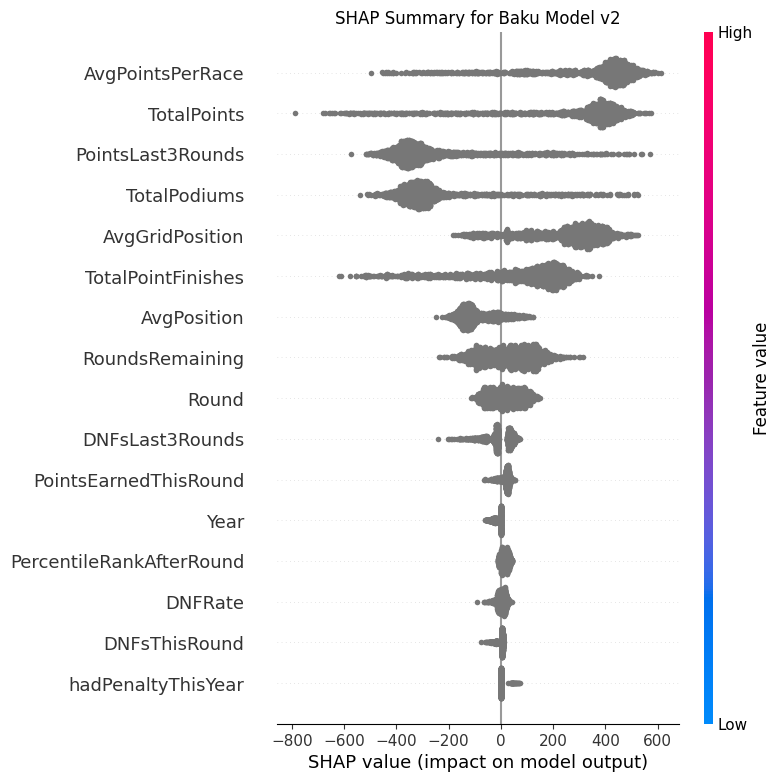 SHAP Summary for Baku Model v2
High
AvgPointsPerRace
TotalPoints
PointsLast3Rounds
TotalPodiums
AvgGridPosition
TotalPointFinishes
AvgPosition
RoundsRemaining
Round
DNFsLast3Rounds
PointsEarnedThisRound
Year
PercentileRankAfterRound
DNFRate
DNFsThisRound
hadPenaltyThisYear
Feature value
Low
−800 −600 −400 −200 0 200 400 600
SHAP value (impact on model output)